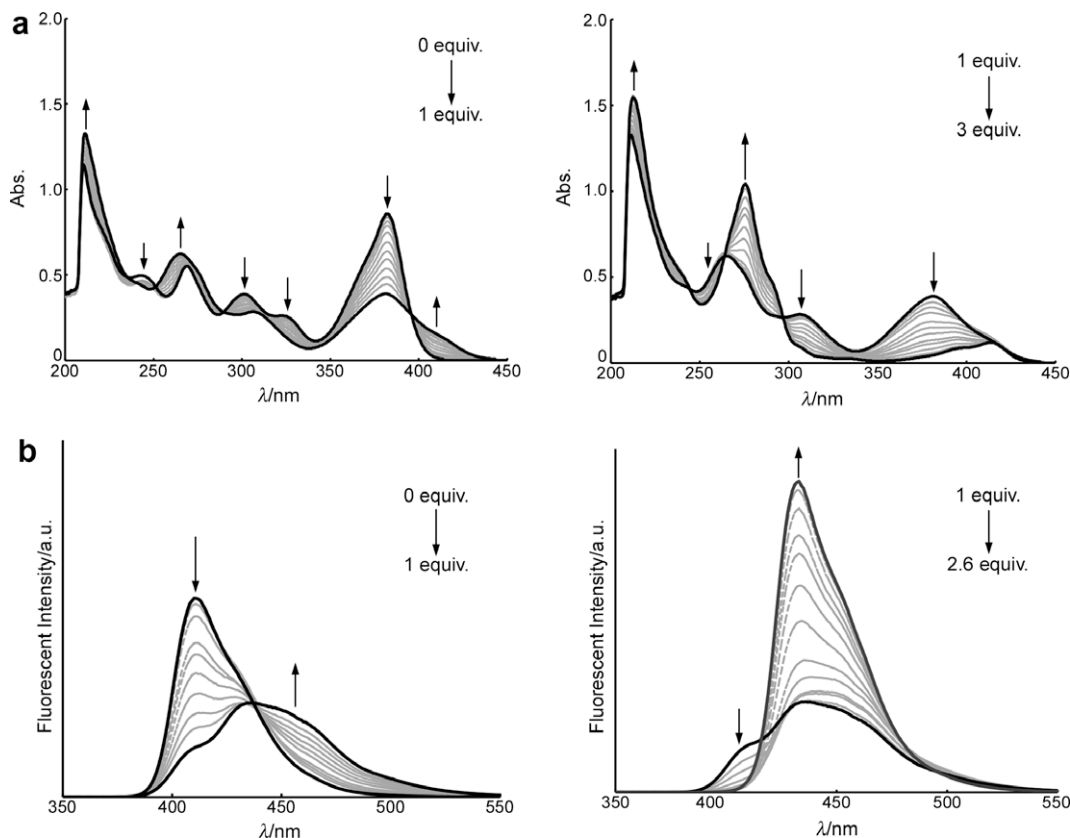 a
2.0
1.5
1.0
0.5
0
Abs.
200 250 300 350 400 450
λ/nm
0 equiv.
1 equiv.
2.0
1.5
1.0
0.5
0
Abs.
200 250 300 350 400 450
λ/nm
1 equiv.
3 equiv.
b
Fluorescent Intensity/a.u.
350 400 450 500 550
λ/nm
0 equiv.
1 equiv.
Fluorescent Intensity/a.u.
350 400 450 500 550
λ/nm
1 equiv.
2.6 equiv.